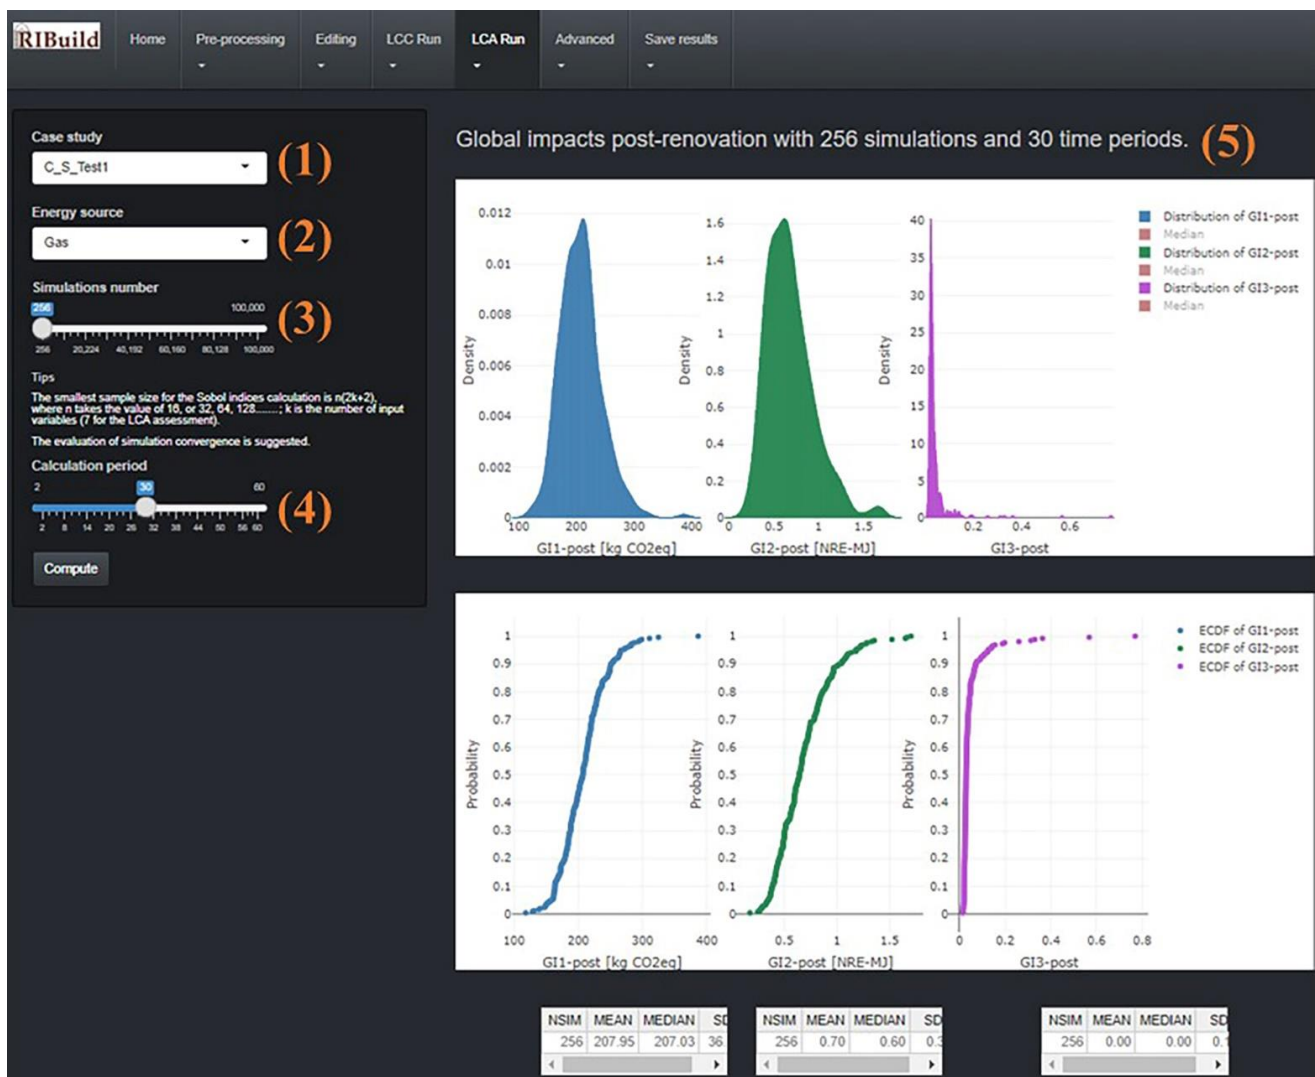 RIBuild Home Pre-processing Editing LCC Run LCA Run Advanced Save results
Case study
C_S_Test1 (1)
Energy source
Gas (2)
Simulations number
256 100,000
(3)
256 20,224 40,192 60,160 80,128 100,000
Tips
The smallest sample size for the Sobol indices calculation is n(2k+2),
where n takes the value of 16, or 32, 64, 128.......; k is the number of input
variables (7 for the LCA assessment).
The evaluation of simulation convergence is suggested.
Calculation period
2 30 60
(4)
2 8 14 20 26 32 38 44 50 56 60
Compute
Global impacts post-renovation with 256 simulations and 30 time periods. (5)
Density
0.012
0.01
0.008
0.006
0.004
0.002
0
100 200 300 400
GI1-post [kg CO2eq]
Density
1.6
1.4
1.2
1
0.8
0.6
0.4
0.2
0
0 0.5 1 1.5
GI2-post [NRE-MJ]
Density
40
35
30
25
20
15
10
5
0
0.2 0.4 0.6
GI3-post
Distribution of GI1-post
Median
Distribution of GI2-post
Median
Distribution of GI3-post
Median
Probability
1
0.9
0.8
0.7
0.6
0.5
0.4
0.3
0.2
0.1
0
100 200 300 400
GI1-post [kg CO2eq]
Probability
1
0.9
0.8
0.7
0.6
0.5
0.4
0.3
0.2
0.1
0
0.5 1 1.5
GI2-post [NRE-MJ]
Probability
1
0.9
0.8
0.7
0.6
0.5
0.4
0.3
0.2
0.1
0
0 0.2 0.4 0.6 0.8
GI3-post
ECDF of GI1-post
ECDF of GI2-post
ECDF of GI3-post
NSIM MEAN MEDIAN SD
256 207.95 207.03 36.
NSIM MEAN MEDIAN SD
256 0.70 0.60 0.3
NSIM MEAN MEDIAN SD
256 0.00 0.00 0.1